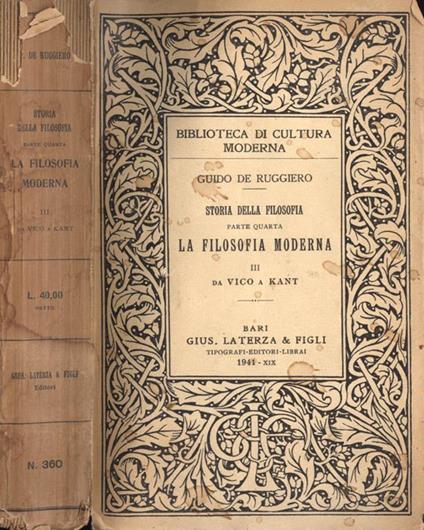 G. DE RUGGIERO
STORIA
DELLA FILOSOFIA
PARTE QUARTA
LA FILOSOFIA
MODERNA
III
DA VICO A KANT
L. 40,00
NETTO
GIUS. LATERZA & FIGLI
Editori
N. 360
BIBLIOTECA DI CULTURA
MODERNA
GUIDO DE RUGGIERO
STORIA DELLA FILOSOFIA
PARTE QUARTA
LA FILOSOFIA MODERNA
III
DA VICO A KANT
BARI
GIUS. LATERZA & FIGLI
TIPOGRAFI-EDITORI-LIBRAI
1941-XIX